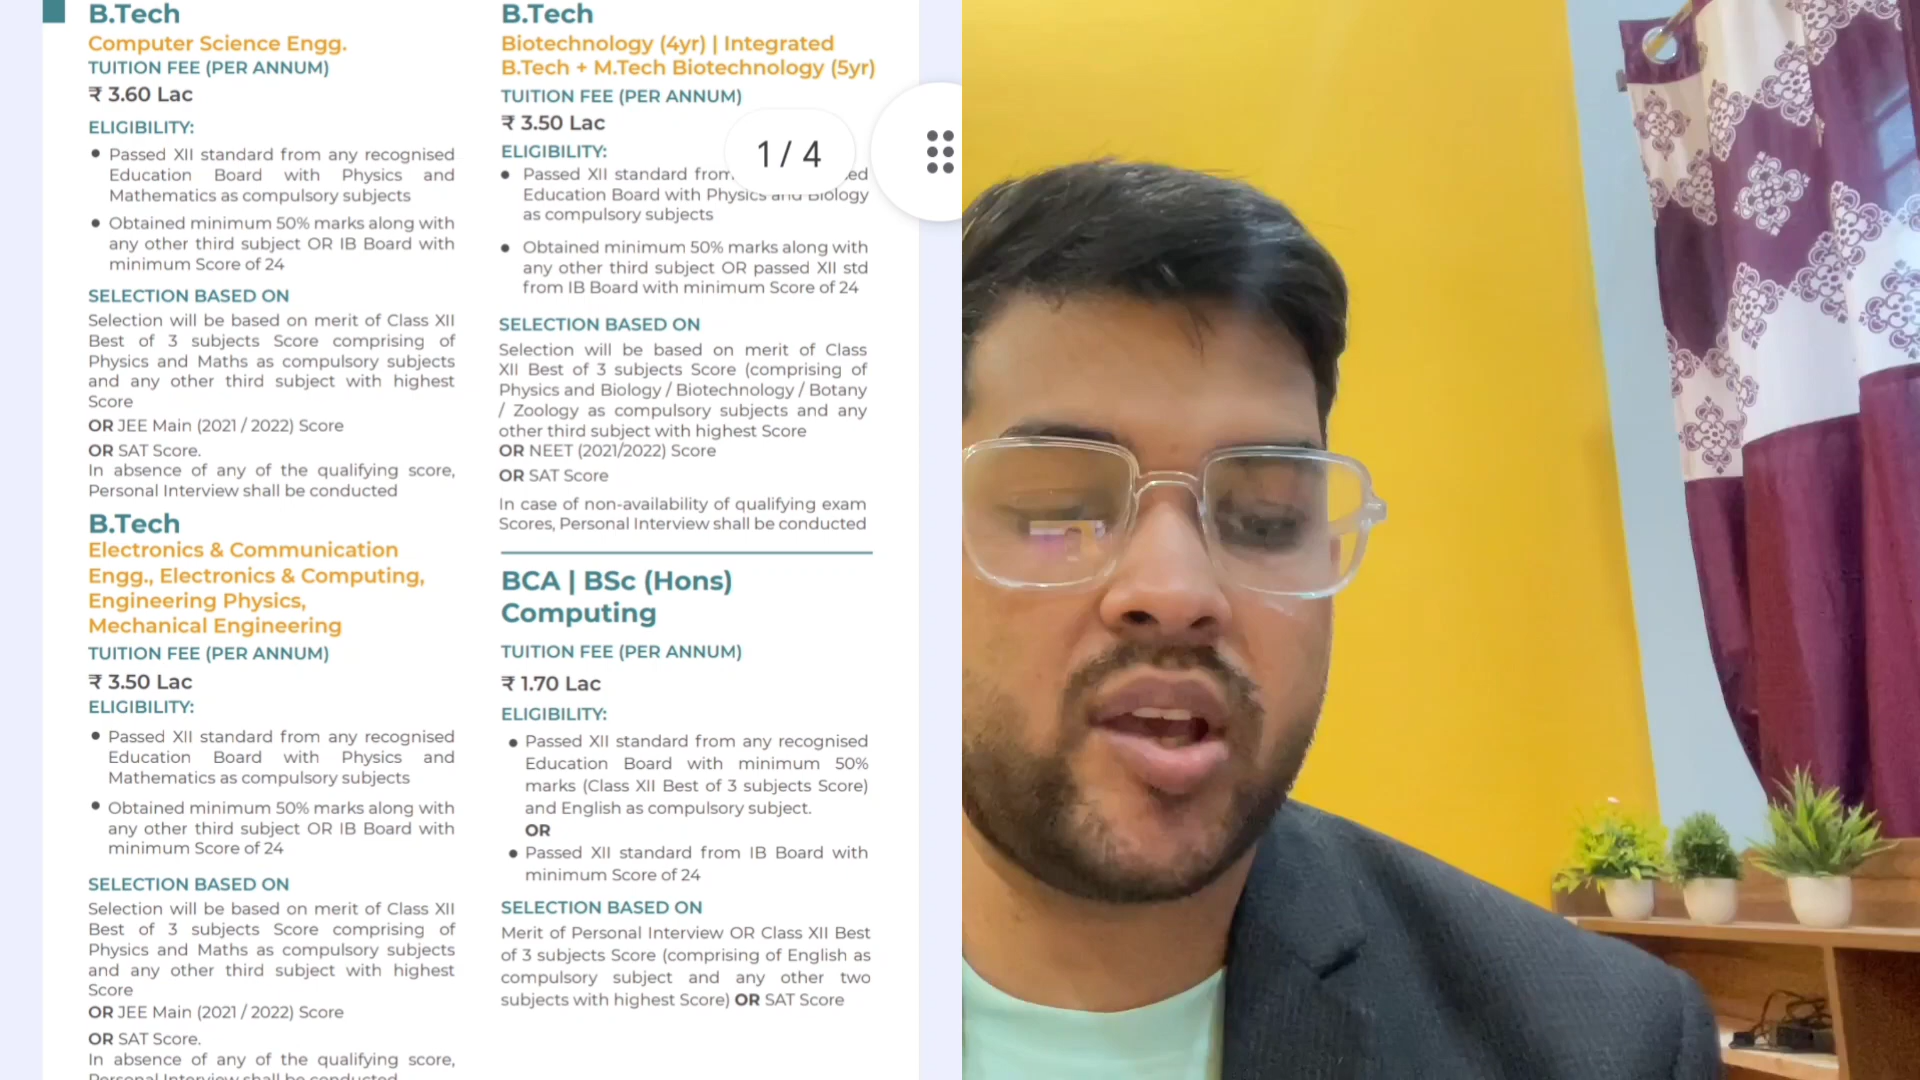 B.Tech
Computer Science Engg.
TUITION FEE (PER ANNUM)
₹ 3.60 Lac
ELIGIBILITY:
• Passed XII standard from any recognised
Education Board with Physics and
Mathematics as compulsory subjects
• Obtained minimum 50% marks along with
any other third subject OR IB Board with
minimum Score of 24
SELECTION BASED ON
Selection will be based on merit of Class XII
Best of 3 subjects Score comprising of
Physics and Maths as compulsory subjects
and any other third subject with highest
Score
OR JEE Main (2021 / 2022) Score
OR SAT Score.
In absence of any of the qualifying score,
Personal Interview shall be conducted
B.Tech
Electronics & Communication
Engg., Electronics & Computing,
Engineering Physics,
Mechanical Engineering
TUITION FEE (PER ANNUM)
₹ 3.50 Lac
ELIGIBILITY:
• Passed XII standard from any recognised
Education Board with Physics and
Mathematics as compulsory subjects
• Obtained minimum 50% marks along with
any other third subject OR IB Board with
minimum Score of 24
SELECTION BASED ON
Selection will be based on merit of Class XII
Best of 3 subjects Score comprising of
Physics and Maths as compulsory subjects
and any other third subject with highest
Score
OR JEE Main (2021 / 2022) Score
OR SAT Score.
In absence of any of the qualifying score,
Personal Interview shall be conducted
B.Tech
Biotechnology (4yr) | Integrated
B.Tech + M.Tech Biotechnology (5yr)
TUITION FEE (PER ANNUM)
₹ 3.50 Lac
1 / 4
ELIGIBILITY:
• Passed XII standard from
Education Board with Physics and Biology
as compulsory subjects
• Obtained minimum 50% marks along with
any other third subject OR passed XII std
from IB Board with minimum Score of 24
SELECTION BASED ON
Selection will be based on merit of Class
XII Best of 3 subjects Score (comprising of
Physics and Biology / Biotechnology / Botany
/ Zoology as compulsory subjects and any
other third subject with highest Score
OR NEET (2021/2022) Score
OR SAT Score
In case of non-availability of qualifying exam
Scores, Personal Interview shall be conducted
BCA | BSc (Hons)
Computing
TUITION FEE (PER ANNUM)
₹ 1.70 Lac
ELIGIBILITY:
• Passed XII standard from any recognised
Education Board with minimum 50%
marks (Class XII Best of 3 subjects Score)
and English as compulsory subject.
OR
• Passed XII standard from IB Board with
minimum Score of 24
SELECTION BASED ON
Merit of Personal Interview OR Class XII Best
of 3 subjects Score (comprising of English as
compulsory subject and any other two
subjects with highest Score) OR SAT Score